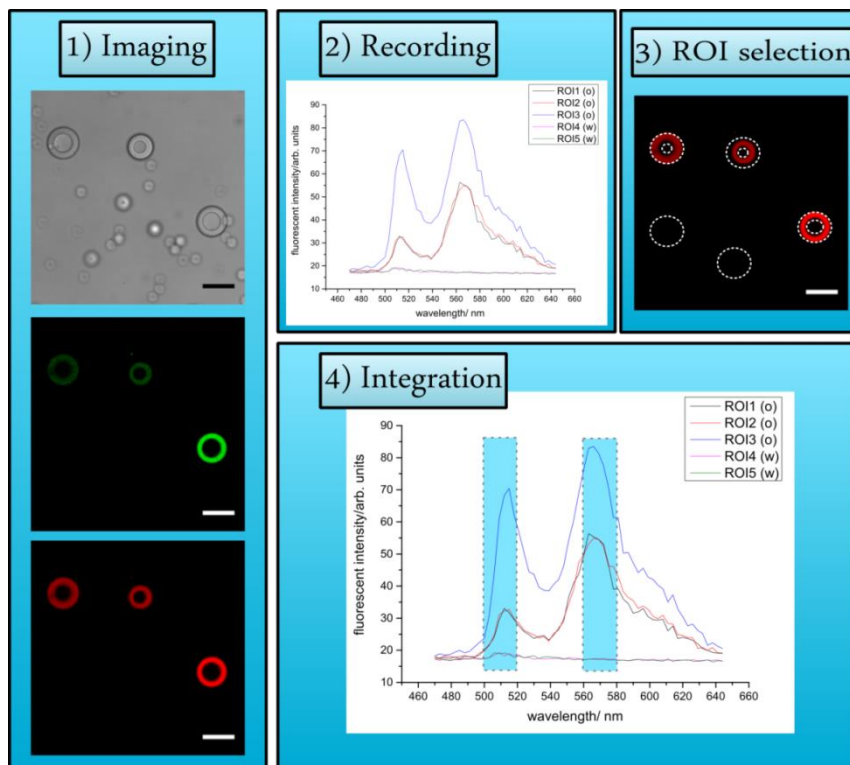 1) Imaging
2) Recording
ROI1 (o)
ROI2 (o)
ROI3 (o)
ROI4 (w)
ROI5 (w)
90
80
70
60
50
40
30
20
10
fluorescent intensity/arb. units
460 480 500 520 540 560 580 600 620 640 660
wavelength/ nm
3) ROI selection
4) Integration
ROI1 (o)
ROI2 (o)
ROI3 (o)
ROI4 (w)
ROI5 (w)
90
80
70
60
50
40
30
20
10
fluorescent intensity/arb. units
460 480 500 520 540 560 580 600 620 640 660
wavelength/ nm